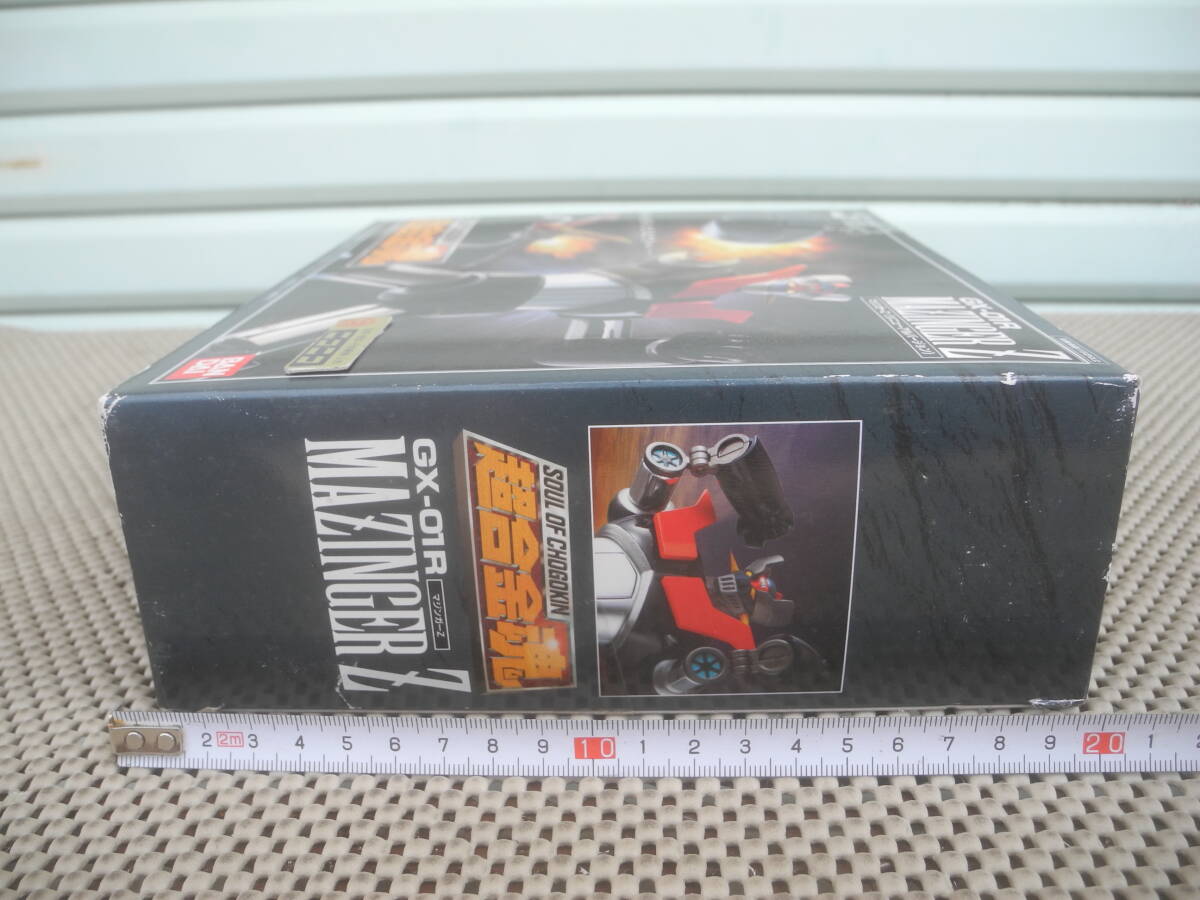 BAN
DAI
GX-01R
MAZINGER Z
GX-01R
マジンガーZ
MAZINGER Z
SOUL OF CHOGOKIN
超合金魂
2 2m 3 4 5 6 7 8 9 10 1 2 3 4 5 6 7 8 9 20 1